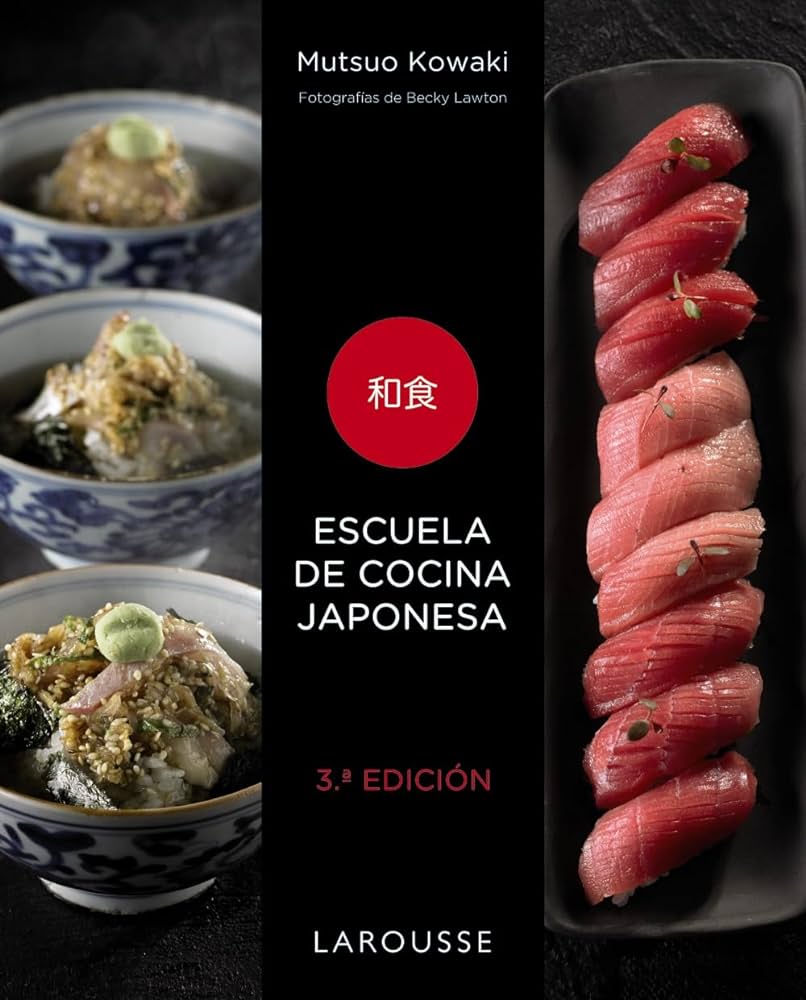 Mutsuo Kowaki
Fotografías de Becky Lawton
和食
ESCUELA
DE COCINA
JAPONESA
3.ª EDICIÓN
LAROUSSE